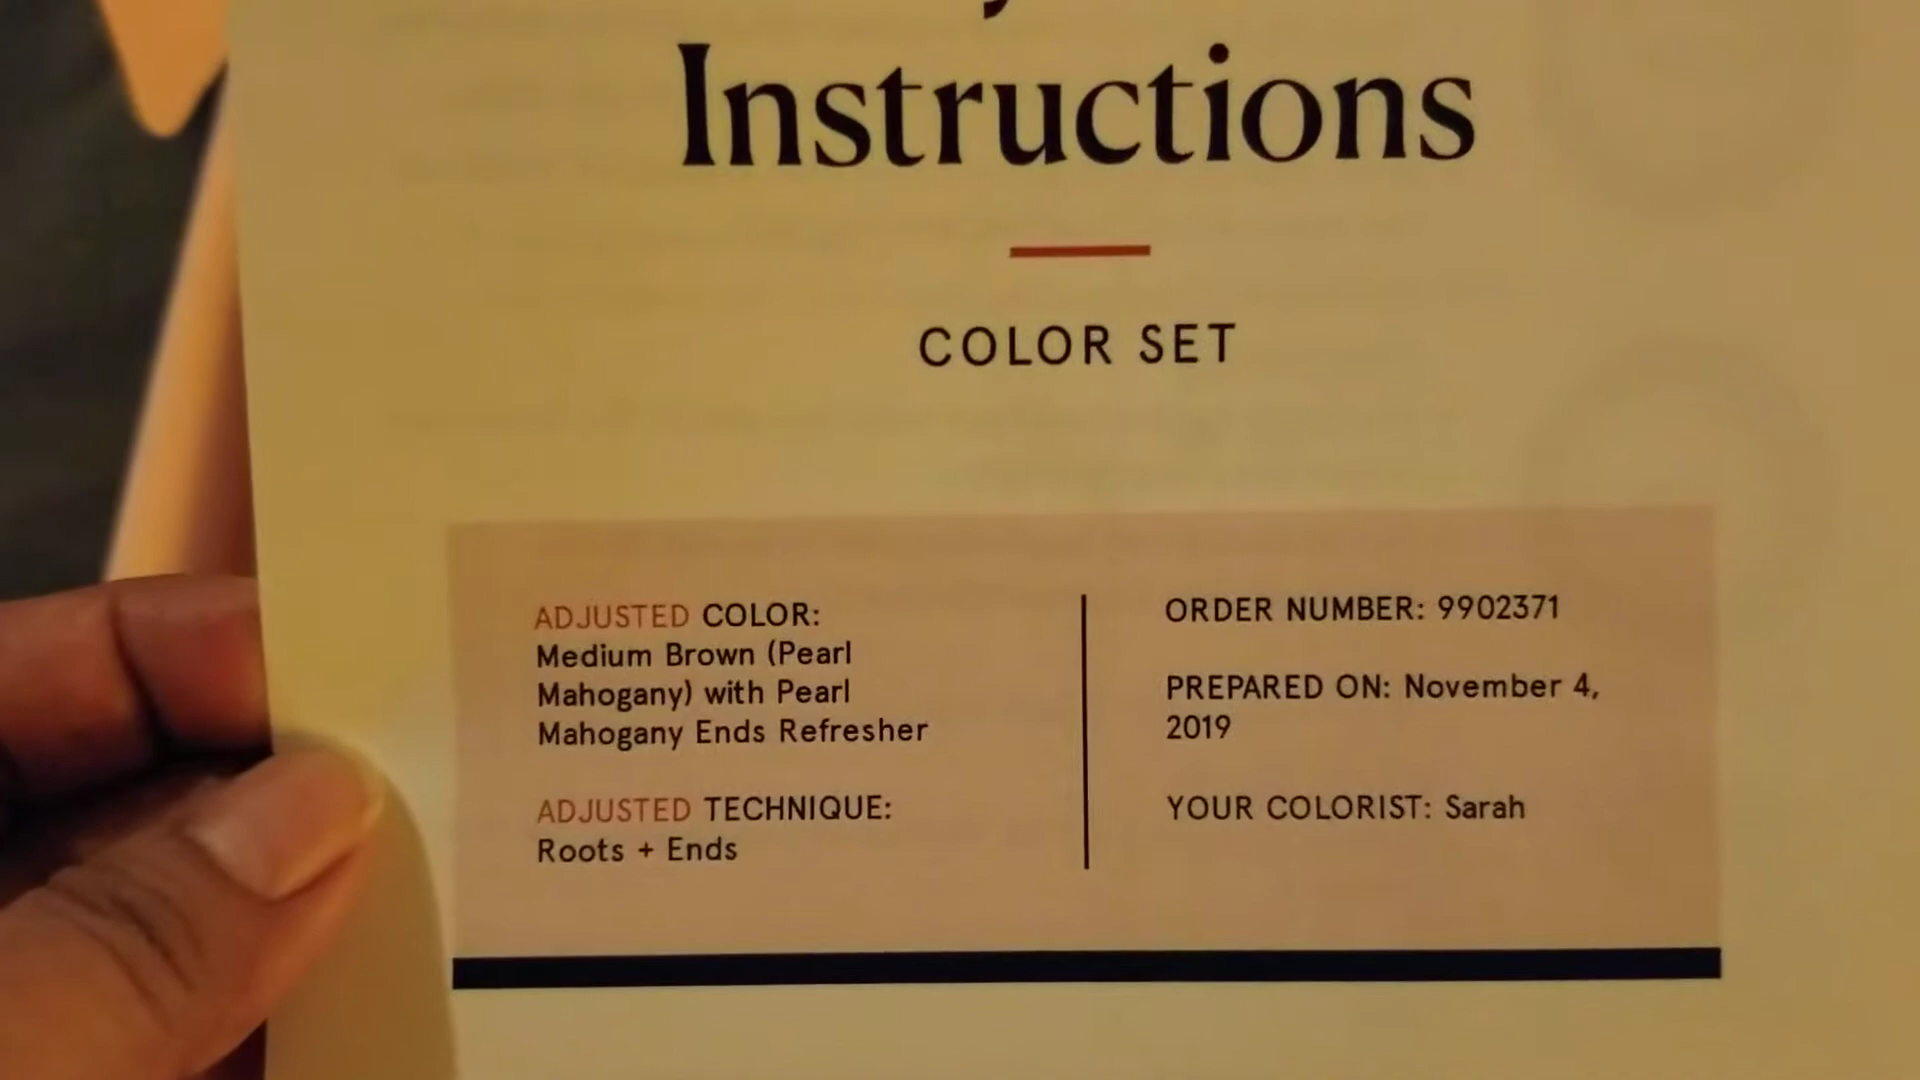 Instructions
COLOR SET
ADJUSTED COLOR:
Medium Brown (Pearl
Mahogany) with Pearl
Mahogany Ends Refresher
ADJUSTED TECHNIQUE:
Roots + Ends
ORDER NUMBER: 9902371
PREPARED ON: November 4,
2019
YOUR COLORIST: Sarah